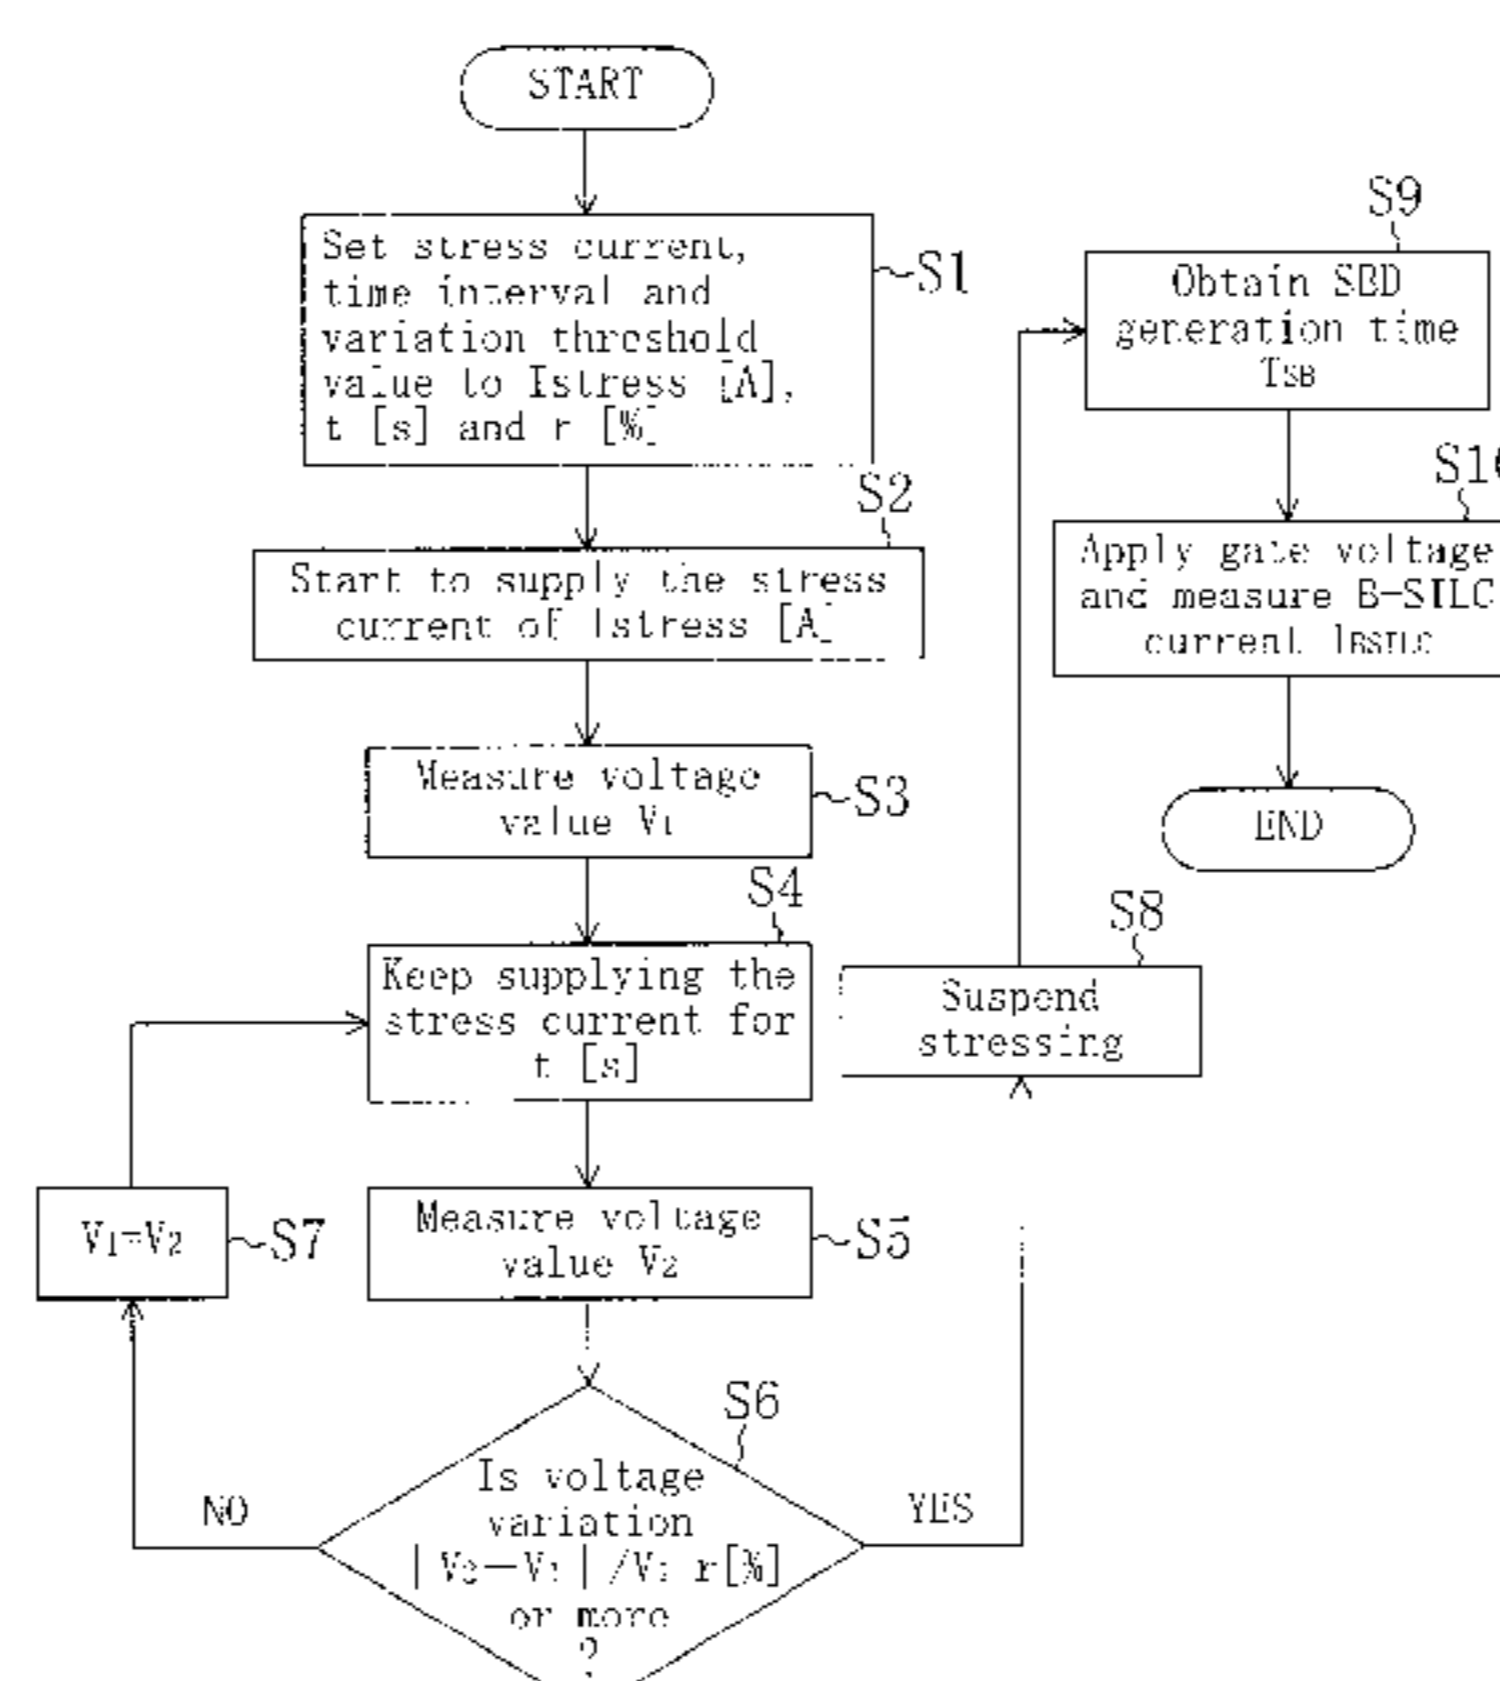 START
Set stress current,
time interval and
variation threshold
value to Istress [A],
t [s] and r [%]
S1
S2
Start to supply the stress
current of Istress [A]
Measure voltage
value V1
S3
S4
Keep supplying the
stress current for
t [s]
Measure voltage
value V2
S5
V1=V2
S7
S6
Is voltage
variation
|V2-V1|/V1 r[%]
or more
?
NO
YES
S8
Suspend
stressing
S9
Obtain SBD
generation time
TSB
S10
Apply gate voltage
and measure B-SILC
current IBSILC
END